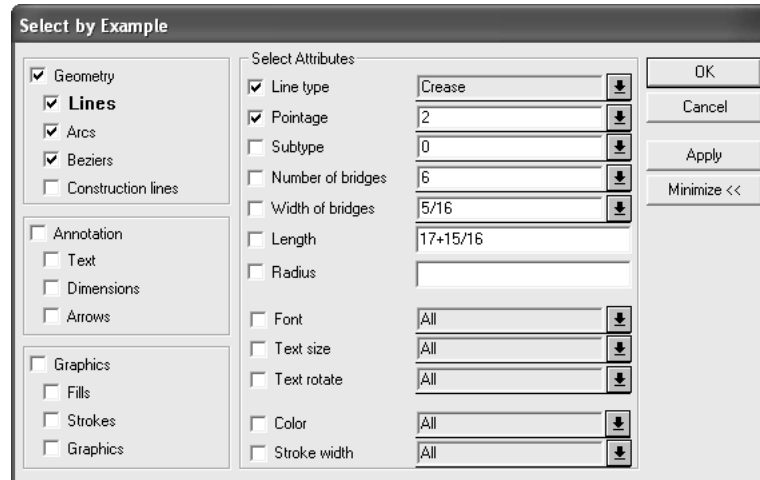 Select by Example
Geometry
Lines
Arcs
Beziers
Construction lines
Annotation
Text
Dimensions
Arrows
Graphics
Fills
Strokes
Graphics
Select Attributes
Line type Crease
Pointage 2
Subtype 0
Number of bridges 6
Width of bridges 5/16
Length 17+15/16
Radius
Font All
Text size All
Text rotate All
Color All
Stroke width All
OK
Cancel
Apply
Minimize <<